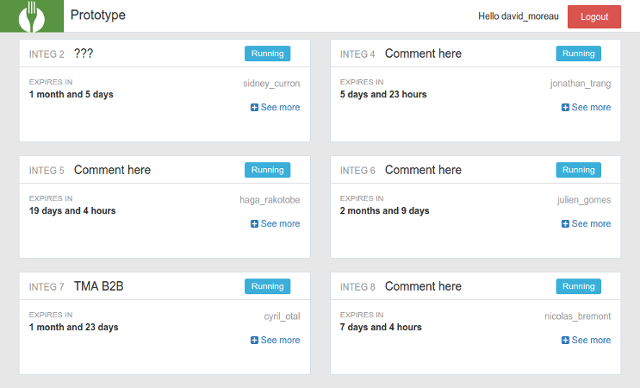 Prototype
Hello david_moreau
Logout
INTEG 2 ??? Running
EXPIRES IN
1 month and 5 days
sidney_curron
See more
INTEG 4 Comment here Running
EXPIRES IN
5 days and 23 hours
jonathan_trang
See more
INTEG 5 Comment here Running
EXPIRES IN
19 days and 4 hours
haga_rakotobe
See more
INTEG 6 Comment here Running
EXPIRES IN
2 months and 9 days
julien_gomes
See more
INTEG 7 TMA B2B Running
EXPIRES IN
1 month and 23 days
cyril_otal
See more
INTEG 8 Comment here Running
EXPIRES IN
7 days and 4 hours
nicolas_bremont
See more